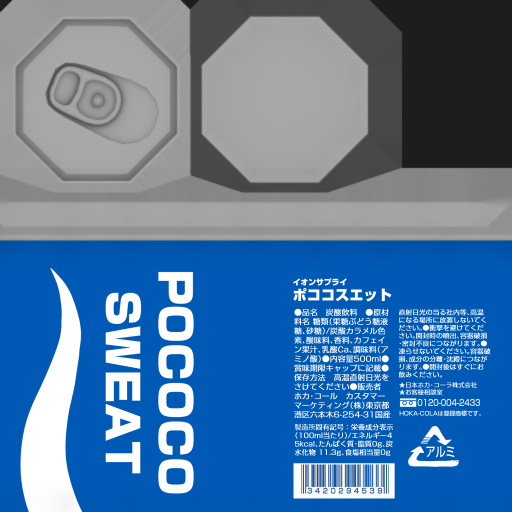 POCOCO
SWEAT
イオンサプライ
ポココスエット
●品名 炭酸飲料 ●原材
料名 糖類(果糖ぶどう糖液
糖、砂糖)/炭酸カラメル色
素、酸味料、香料、カフェイ
ン果汁、乳酸Ca、調味料(ア
ミノ酸)●内容量500ml●
賞味期限キャップに記載●
保存方法 高温直射日光を
さけてください●販売者
ホカ・コール カスタマー
マーケティング(株)東京都
港区六本木6-254-31国産
製造所固有記号:栄養成分表示
(100ml当たり)/エネルギー4
5kcal、たんぱく質・脂質0g、炭
水化物 11.3g、食塩相当量0g
3420294539
直射日光の当る社内等、高温
になる場所に放置しないでく
ださい。●衝撃を避けてくだ
さい。開封時の噴出、容器破損
・密封不良につながります。●
凍らせないでください。容器破
損、成分の分離・沈殿につなが
ります。●開封後はすぐにお
飲みください。
★日本ホカ・コーラ株式会社
★お客様相談室
0120-004-2433
HOKA-COLAは登録商標です。
アルミ